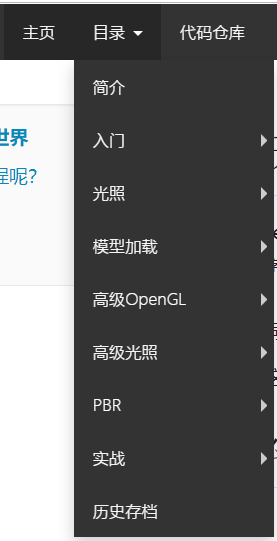 主页 目录 代码仓库
简介
世界
入门
呢?
光照
模型加载
高级OpenGL
高级光照
PBR
实战
历史存档